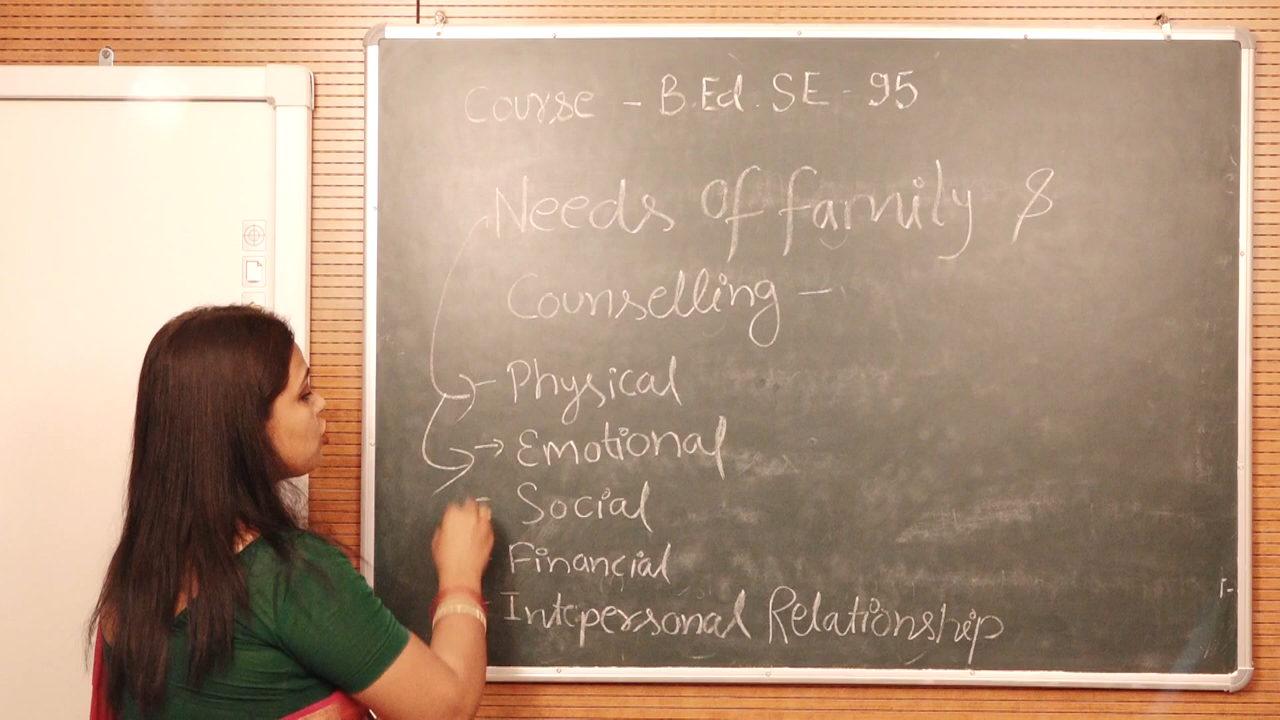 Course - B.Ed. SE - 95
Needs of family &
Counselling -
- Physical
→ Emotional
- Social
Financial
- Interpersonal Relationship